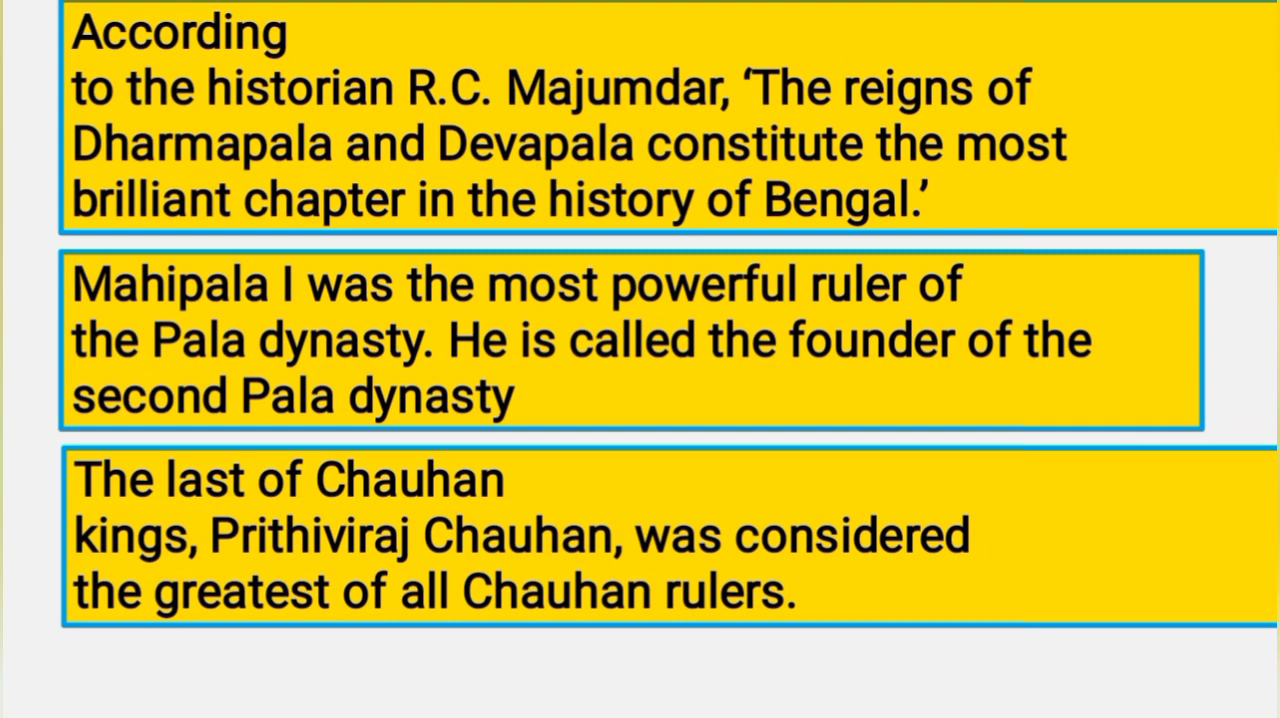 According
to the historian R.C. Majumdar, ‘The reigns of
Dharmapala and Devapala constitute the most
brilliant chapter in the history of Bengal.’
Mahipala I was the most powerful ruler of
the Pala dynasty. He is called the founder of the
second Pala dynasty
The last of Chauhan
kings, Prithiviraj Chauhan, was considered
the greatest of all Chauhan rulers.